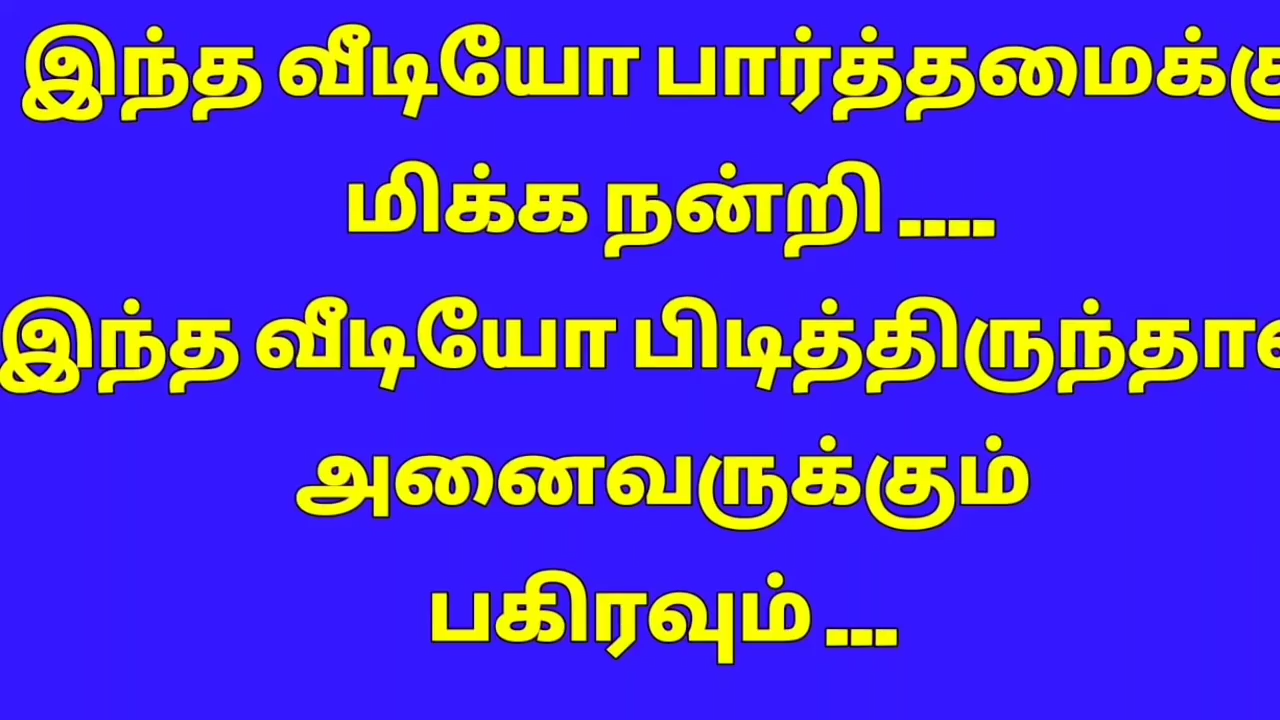 இந்த வீடியோ பார்த்தமைக்கு
மிக்க நன்றி ....
இந்த வீடியோ பிடித்திருந்தால்
அனைவருக்கும்
பகிரவும் ...